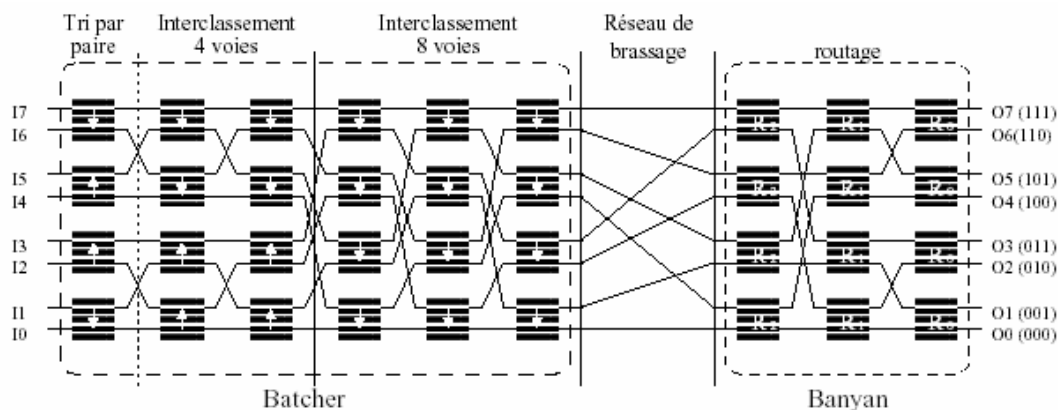 Tri par paire
Interclassement 4 voies
Interclassement 8 voies
Réseau de brassage
routage
I7
I6
I5
I4
I3
I2
I1
I0
O7 (111)
O6(110)
O5 (101)
O4 (100)
O3 (011)
O2 (010)
O1 (001)
O0 (000)
Batcher
Banyan